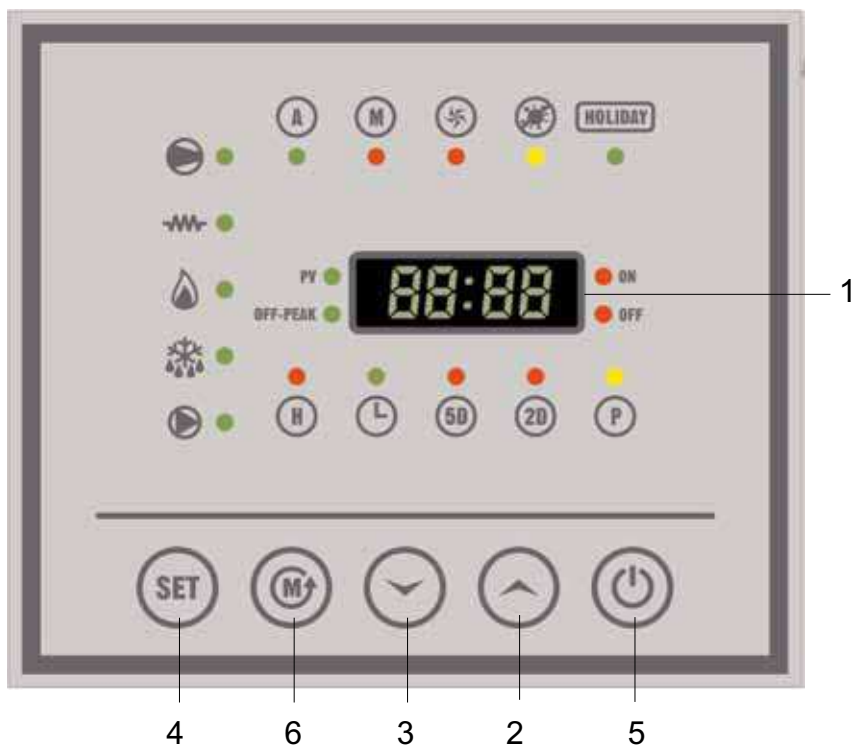 A M HOLIDAY
PV 88:88 ON 1
OFF-PEAK OFF
H 5D 2D P
SET M
4 6 3 2 5